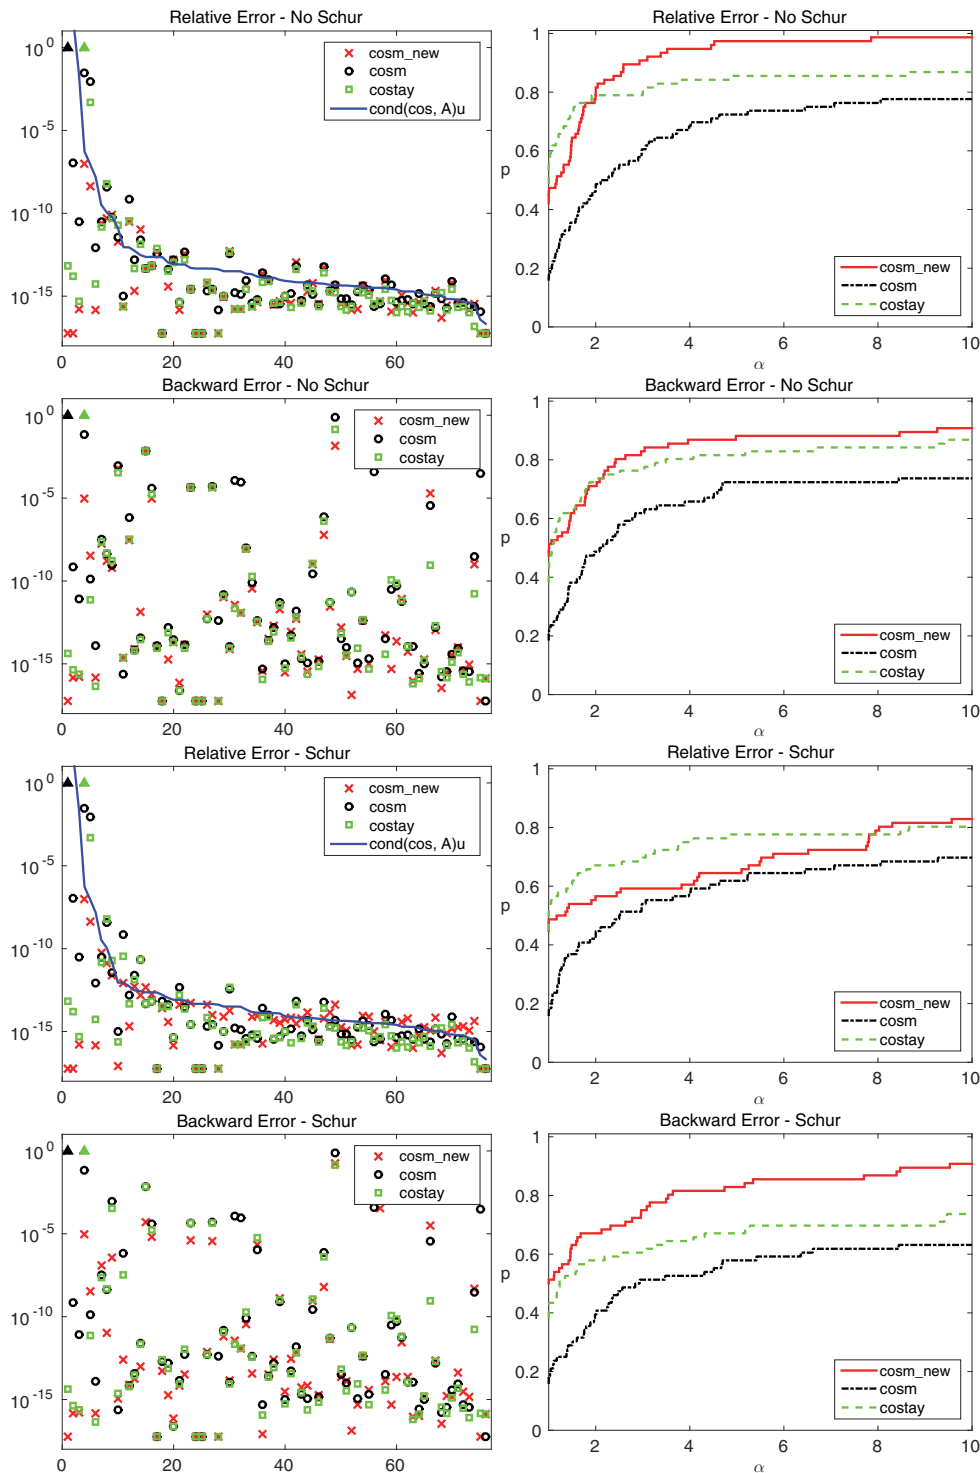 Relative Error - No Schur
10^0
10^-5
10^-10
10^-15
0
20
40
60
cosm_new
cosm
costay
cond(cos, A)u
1
0.8
p
0.6
0.4
0.2
0
2
4
6
8
10
α
cosm_new
cosm
costay
Backward Error - No Schur
10^0
10^-5
10^-10
10^-15
0
20
40
60
cosm_new
cosm
costay
Backward Error - No Schur
1
0.8
p
0.6
0.4
0.2
0
2
4
6
8
10
α
cosm_new
cosm
costay
Relative Error - No Schur
Relative Error - Schur
10^0
10^-5
10^-10
10^-15
0
20
40
60
cosm_new
cosm
costay
cond(cos, A)u
Relative Error - Schur
1
0.8
p
0.6
0.4
0.2
0
2
4
6
8
10
α
cosm_new
cosm
costay
Backward Error - Schur
10^0
10^-5
10^-10
10^-15
0
20
40
60
cosm_new
cosm
costay
Backward Error - Schur
1
0.8
p
0.6
0.4
0.2
0
2
4
6
8
10
α
cosm_new
cosm
costay